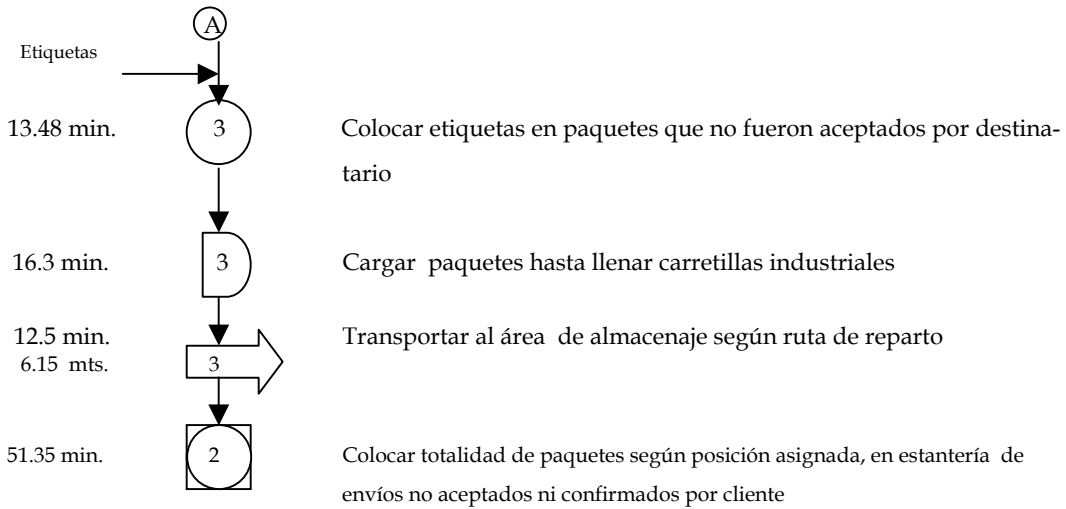 A
Etiquetas
13.48 min.
3
Colocar etiquetas en paquetes que no fueron aceptados por destina-
tario
16.3 min.
3
Cargar paquetes hasta llenar carretillas industriales
12.5 min.
6.15 mts.
3
Transportar al área de almacenaje según ruta de reparto
51.35 min.
2
Colocar totalidad de paquetes según posición asignada, en estantería de
envíos no aceptados ni confirmados por cliente